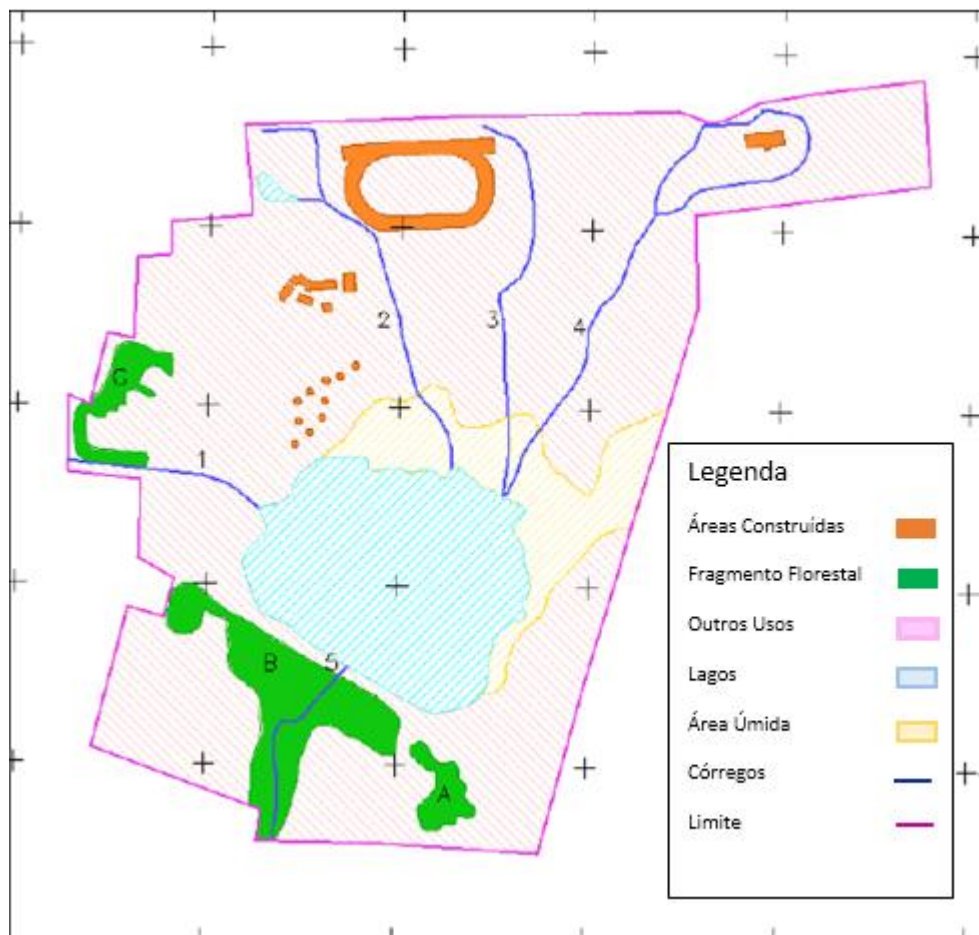 2
3
4
C
1
B
5
A
Legenda
Áreas Construídas
Fragmento Florestal
Outros Usos
Lagos
Área Úmida
Córregos
Limite